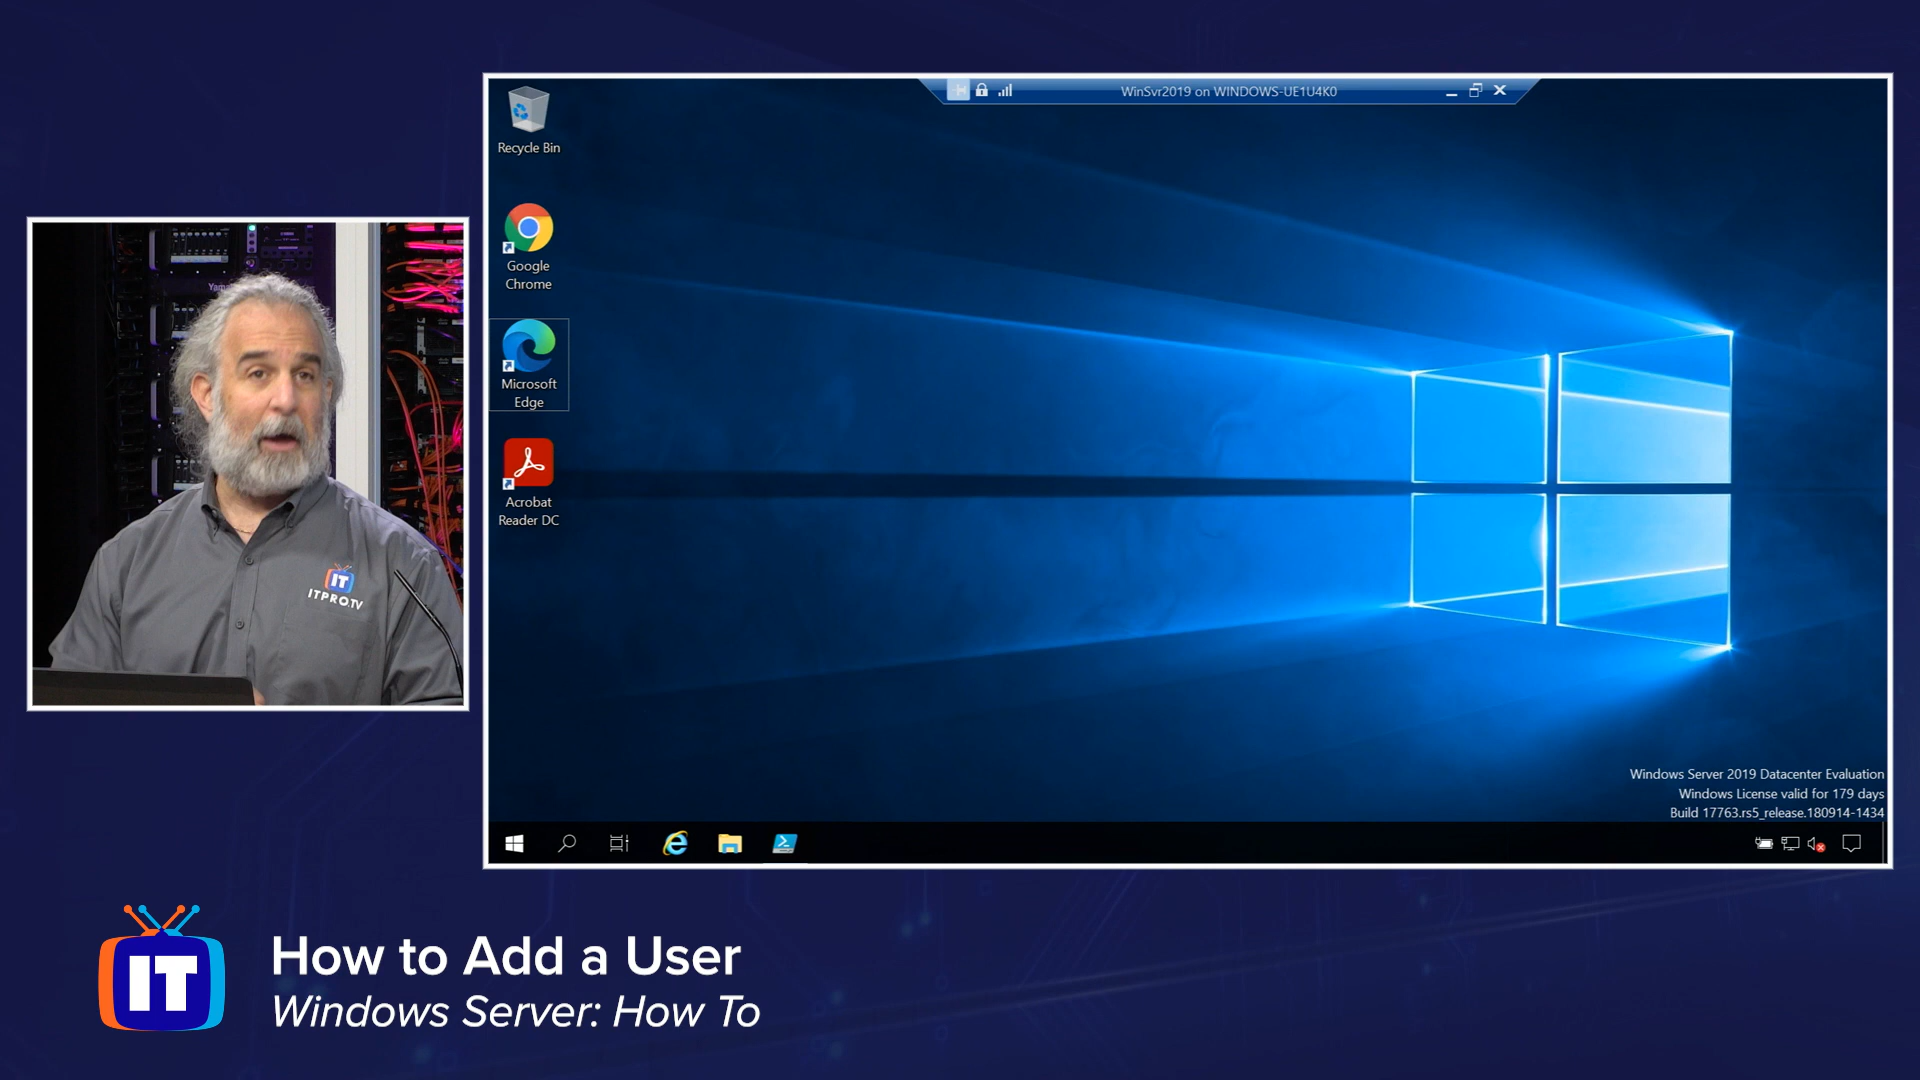 WinSvr2019 on WINDOWS-UE1U4K0
Recycle Bin
Google
Chrome
Microsoft
Edge
Acrobat
Reader DC
IT
ITPRO.TV
Windows Server 2019 Datacenter Evaluation
Windows License valid for 179 days
Build 17763.rs5_release.180914-1434
IT
How to Add a User
Windows Server: How To